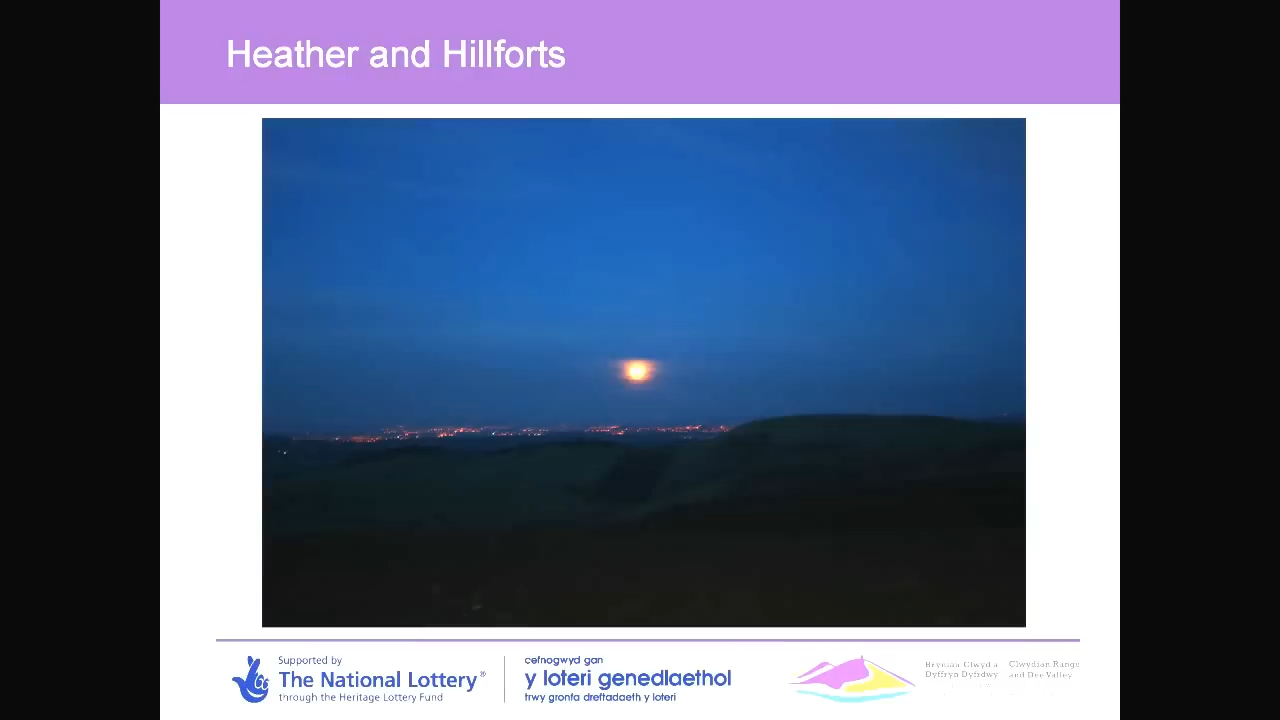 Heather and Hillforts
Supported by
The National Lottery®
through the Heritage Lottery Fund
cefnogwyd gan
y loteri genedlaethol
trwy gronfa dreftadaeth y loteri
Bryniau Clwyd a
Dyffryn Dyfrdwy
Clwydian Range
and Dee Valley